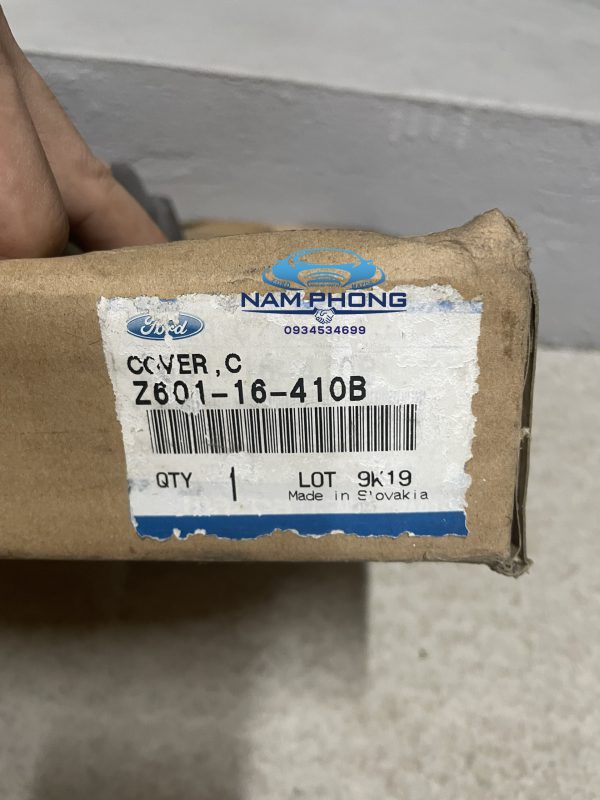 NAM PHONG
0934534699
Ford
COVER ,C
Z601-16-410B
QTY 1 LOT 9K19
Made in Slovakia